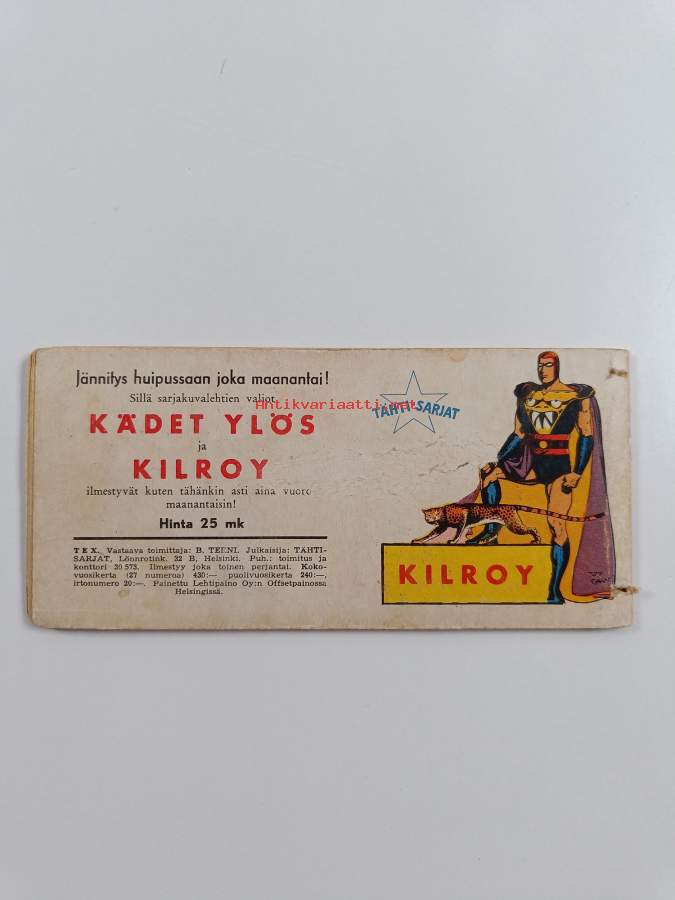 Jännitys huipussaan joka maanantai!
Sillä sarjakuvalehtien valiot
KÄDET YLÖS
ja
KILROY
ilmestyvät kuten tähänkin asti aina vuoro
maanantaisin!
Hinta 25 mk
TEX. Vastaava toimittaja: B. TEENI. Julkaisija: TÄHTI-
SARJAT, Lönnrotink. 32 B, Helsinki. Puh.: toimitus ja
konttori 20 573. Ilmestyy joka toinen perjantai. Koko-
vuosikerta (27 numeroa) 430:—, puolivuosikerta 240:—,
irtonumero 20:—. Painettu Lehtipaino Oy:n Offsetpainossa
Helsingissä.
Antikvariaatti.net
TÄHTI-SARJAT
KILROY